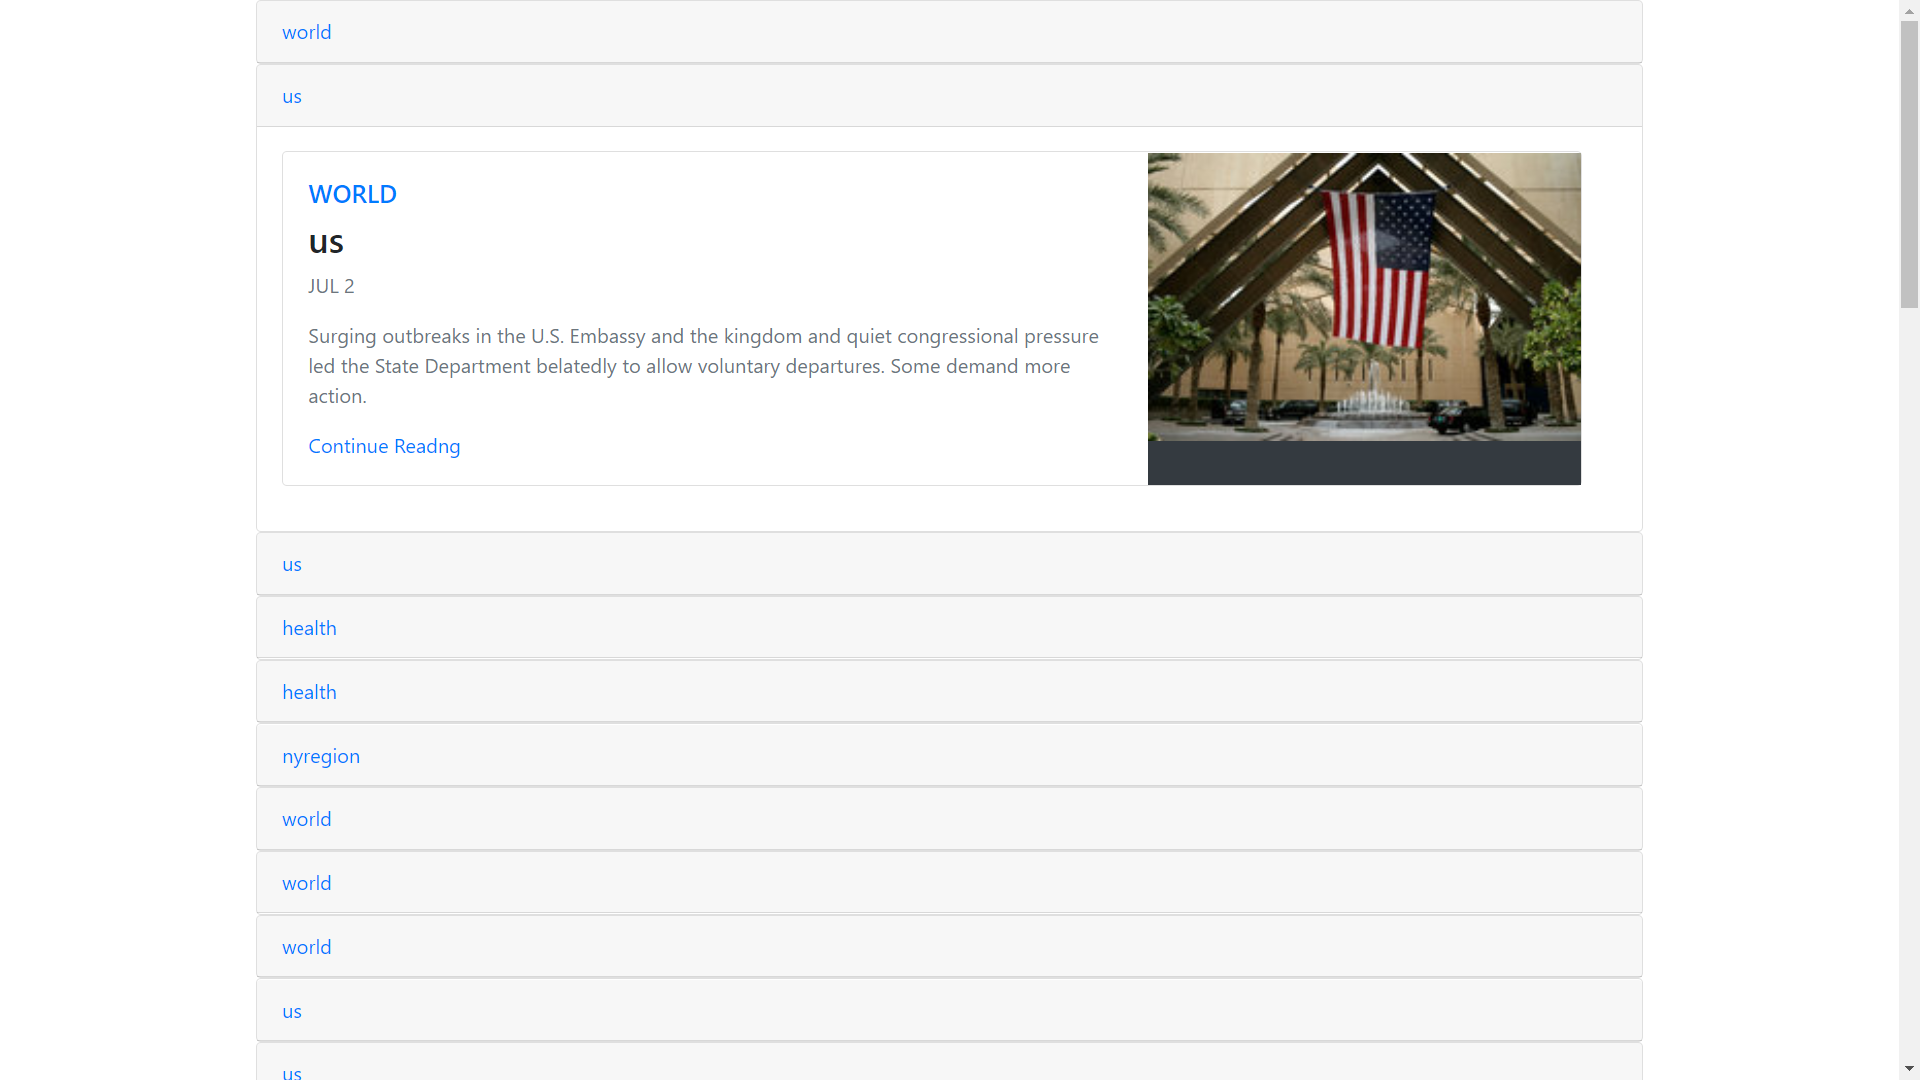 world
us
WORLD
us
JUL 2
Surging outbreaks in the U.S. Embassy and the kingdom and quiet congressional pressure
led the State Department belatedly to allow voluntary departures. Some demand more
action.
Continue Readng
us
health
health
nyregion
world
world
world
us
us